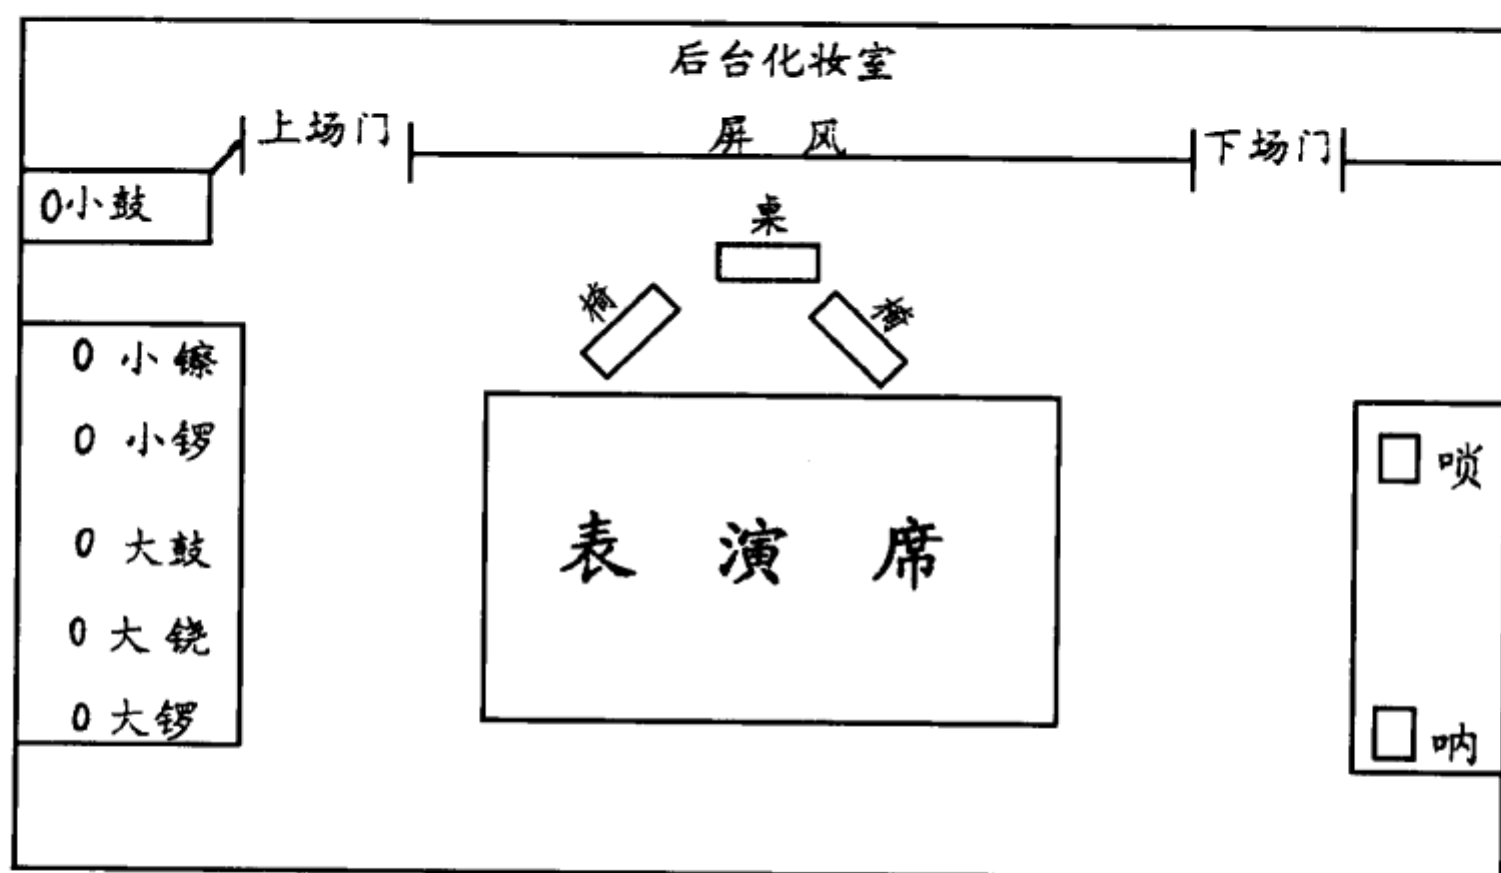 后台化妆室
上场门
屏风
下场门
0小鼓
桌
椅
椅
0 小镲
0 小锣
0 大鼓
0 大铙
0 大锣
表演席
唢
呐